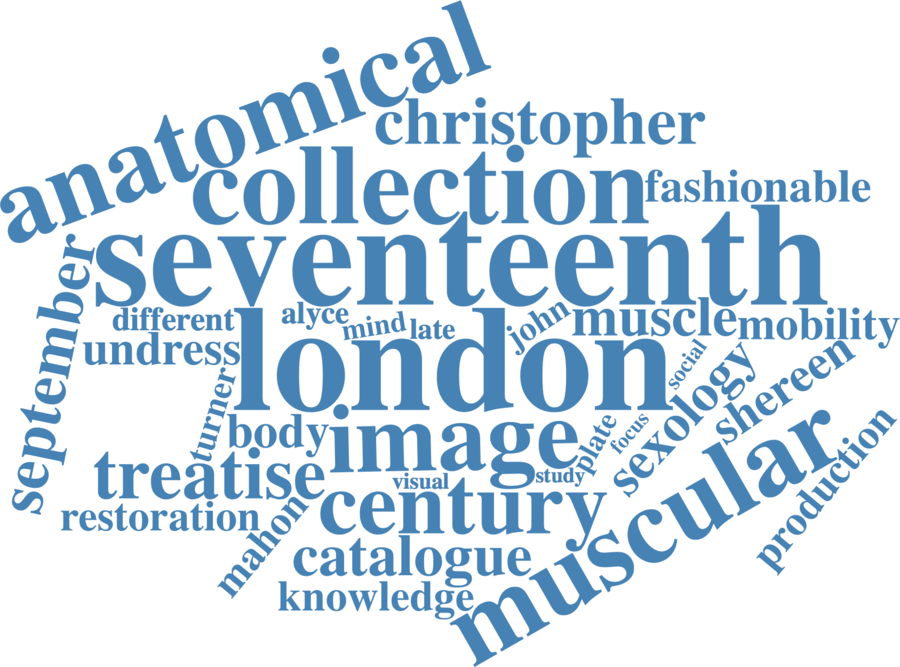 anatomical
christopher
collection
fashionable
seventeenth
september
different
alyce
mind
late
john
muscle
mobility
undress
london
social
turner
sexology
shereen
body
image
plate
focus
treatise
visual
study
muscular
production
restoration
mahon
century
catalogue
knowledge